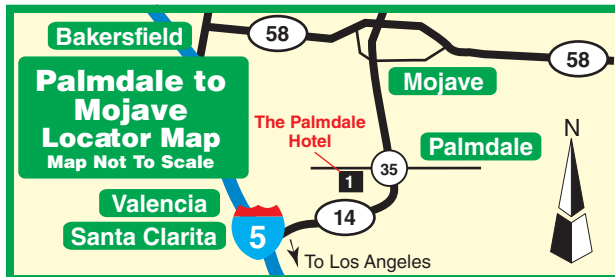 Bakersfield
58
58
Palmdale to
Mojave
Locator Map
Map Not To Scale
Mojave
The Palmdale
Hotel
1
35
Palmdale
N
Valencia
Santa Clarita
5
14
To Los Angeles